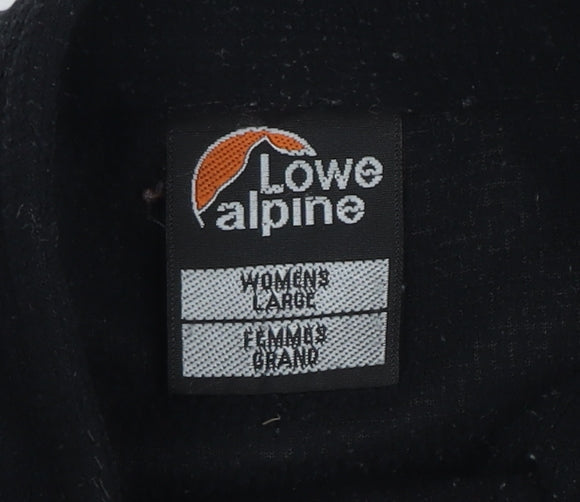 Lowe
alpine
WOMENS
LARGE
FEMMES
GRAND